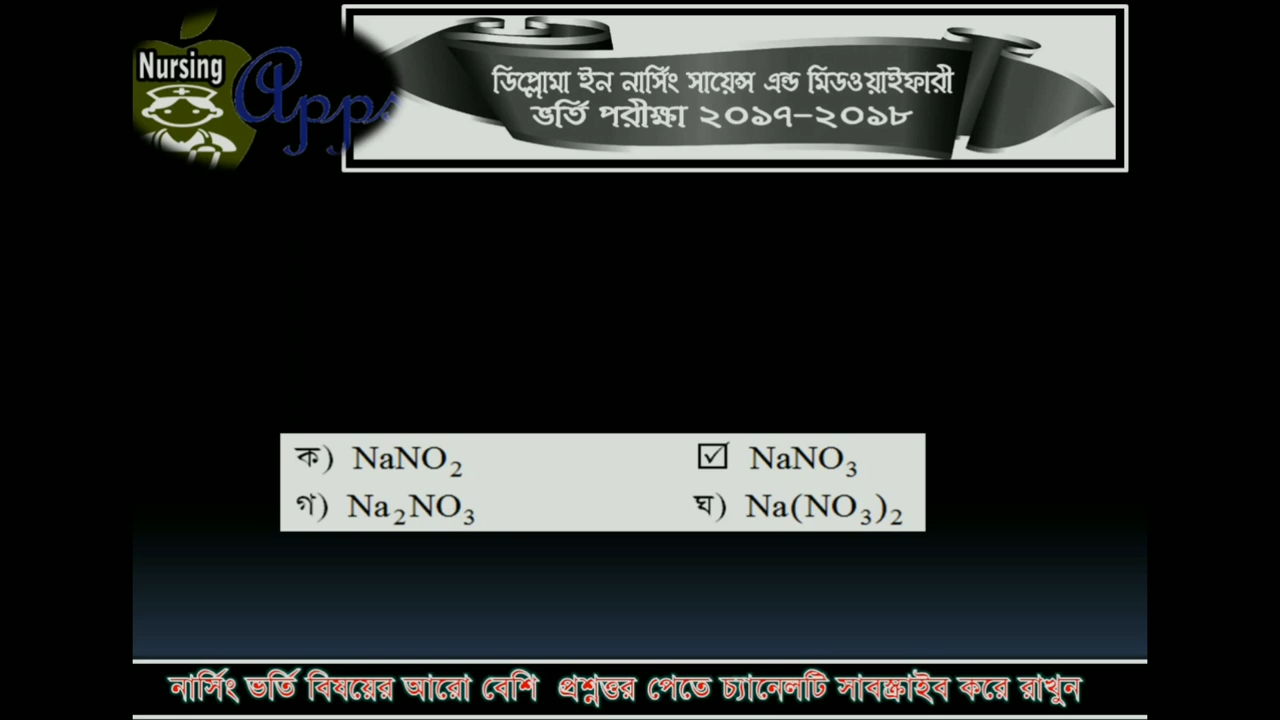 Nursing
Apps
ডিপ্লোমা ইন নার্সিং সায়েন্স এন্ড মিডওয়াইফারী
ভর্তি পরীক্ষা ২০১৭-২০১৮
ক) NaNO₂ ☑ NaNO₃
গ) Na₂NO₃ ঘ) Na(NO₃)₂
নার্সিং ভর্তি বিষয়ের আরো বেশি প্রশ্নত্তর পেতে চ্যানেলটি সাবস্ক্রাইব করে রাখুন